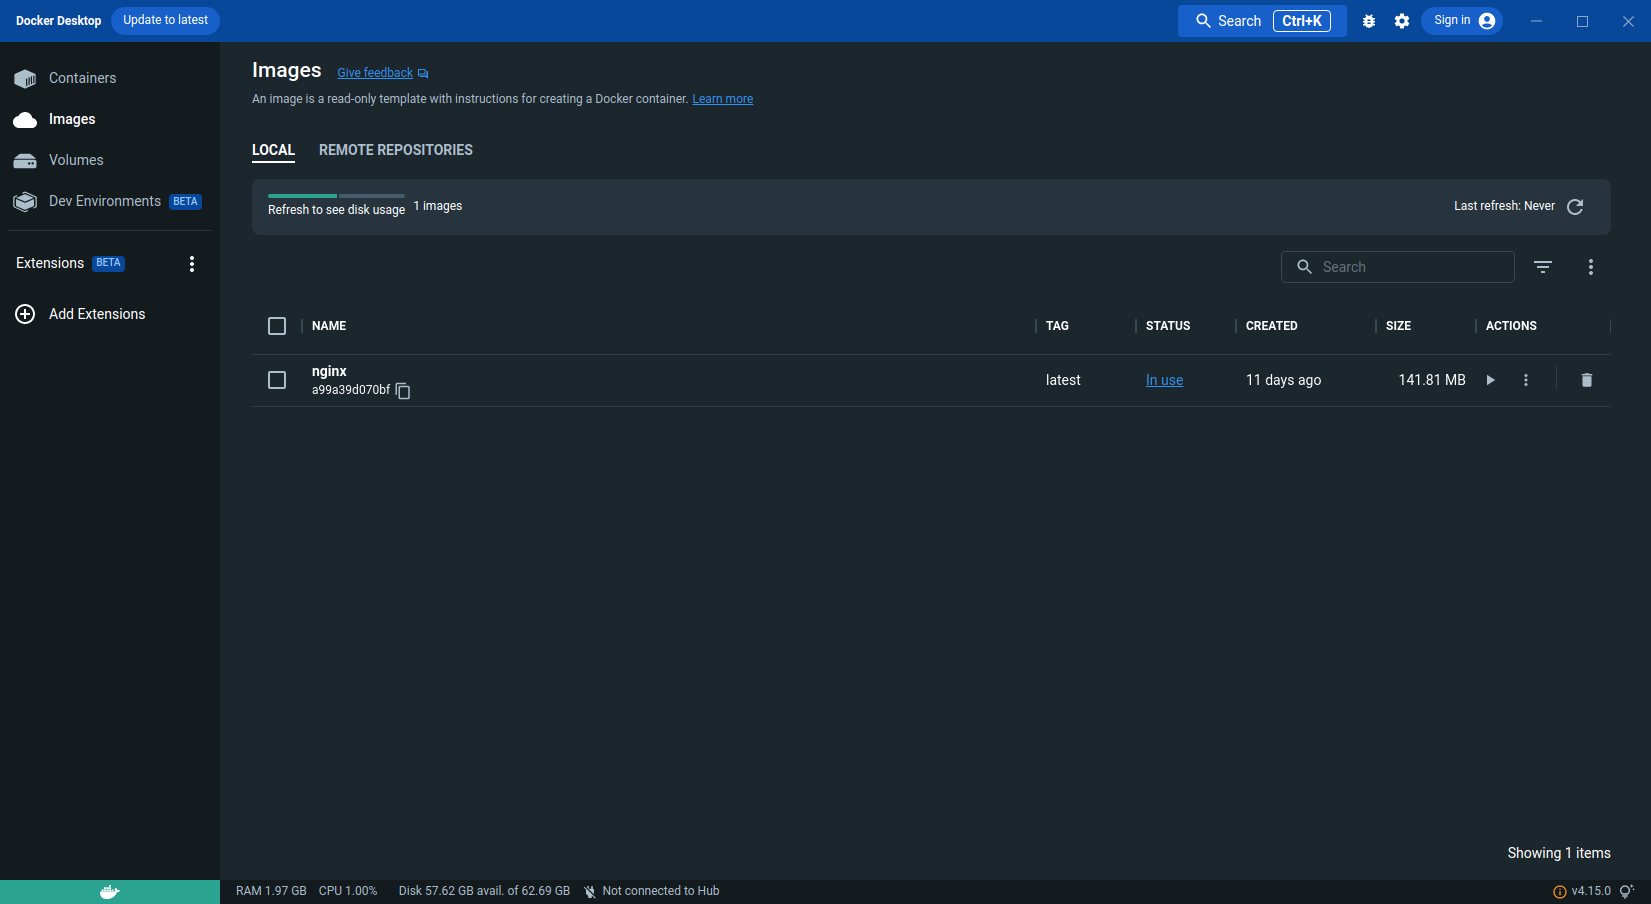 Docker Desktop Update to latest Search Ctrl+K Sign in
Containers
Images
Volumes
Dev Environments BETA
Extensions BETA
Add Extensions
Images Give feedback
An image is a read-only template with instructions for creating a Docker container. Learn more
LOCAL REMOTE REPOSITORIES
Refresh to see disk usage 1 images Last refresh: Never
Search
NAME TAG STATUS CREATED SIZE ACTIONS
nginx
a99a39d070bf latest In use 11 days ago 141.81 MB
Showing 1 items
RAM 1.97 GB CPU 1.00% Disk 57.62 GB avail. of 62.69 GB Not connected to Hub v4.15.0